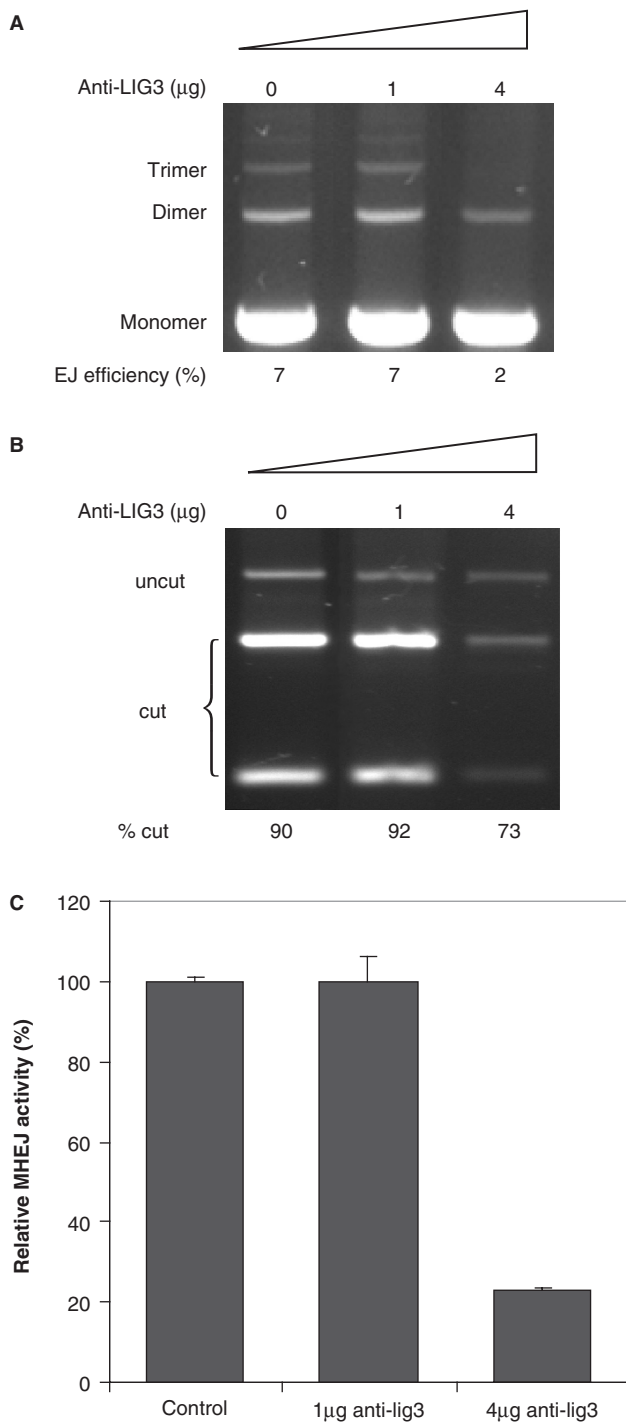 A
Anti-LIG3 (μg) 0 1 4
Trimer
Dimer
Monomer
EJ efficiency (%) 7 7 2
B
Anti-LIG3 (μg) 0 1 4
uncut
cut
% cut 90 92 73
C
120
100
80
60
40
20
0
Relative MHEJ activity (%)
Control 1μg anti-lig3 4μg anti-lig3